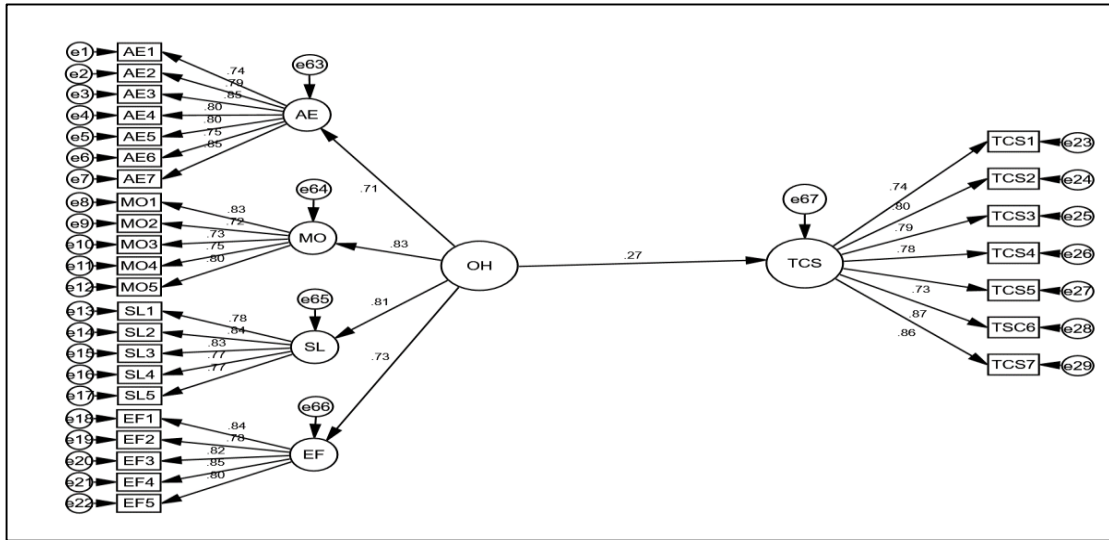 e1 AE1
e2 AE2
e3 AE3
e4 AE4
e5 AE5
e6 AE6
e7 AE7
.74
.79
.85
.80
.80
.75
.85
e63
AE
e8 MO1
e9 MO2
e10 MO3
e11 MO4
e12 MO5
.83
.72
.73
.75
.80
e64
MO
e13 SL1
e14 SL2
e15 SL3
e16 SL4
e17 SL5
.78
.84
.83
.77
.77
e65
SL
e18 EF1
e19 EF2
e20 EF3
e21 EF4
e22 EF5
.84
.78
.82
.85
.80
e66
EF
.71
.83
.81
.73
OH
.27
e67
TCS
.74
.80
.79
.78
.73
.87
.86
TCS1 e23
TCS2 e24
TCS3 e25
TCS4 e26
TCS5 e27
TSC6 e28
TCS7 e29